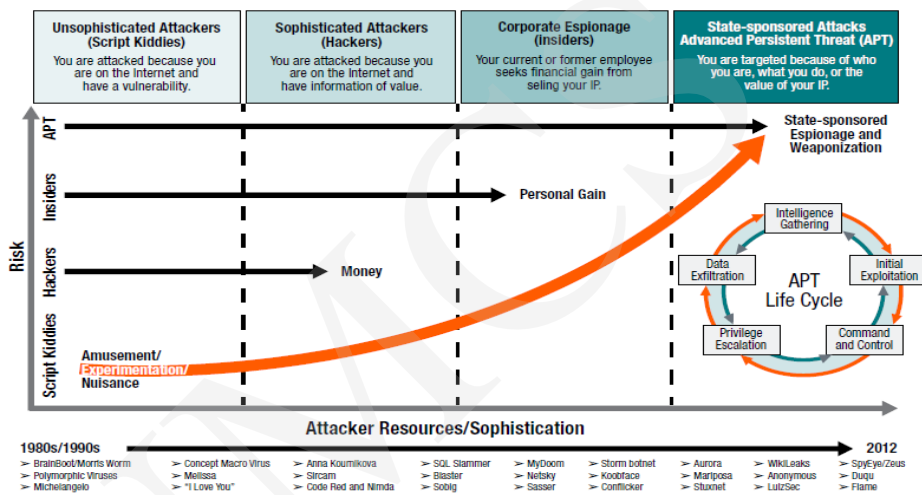 Unsophisticated Attackers
(Script Kiddies)
You are attacked because you
are on the Internet and
have a vulnerability.
Sophisticated Attackers
(Hackers)
You are attacked because you
are on the Internet and
have information of value.
Corporate Espionage
(Insiders)
Your current or former employee
seeks financial gain from
seling your IP.
State-sponsored Attacks
Advanced Persistent Threat (APT)
You are targeted because of who
you are, what you do, or the
value of your IP.
Risk
APT
Insiders
Hackers
Script Kiddies
State-sponsored
Espionage and
Weaponization
Personal Gain
Money
Amusement/
Experimentation/
Nuisance
APT
Life Cycle
Intelligence
Gathering
Initial
Exploitation
Command
and Control
Privilege
Escalation
Data
Exfiltration
Attacker Resources/Sophistication
1980s/1990s
2012
➢ BrainBoot/Morris Worm
➢ Polymorphic Viruses
➢ Michelangelo
➢ Concept Macro Virus
➢ Melissa
➢ "I Love You"
➢ Anna Kournikova
➢ Sircam
➢ Code Red and Nimda
➢ SQL Slammer
➢ Blaster
➢ Sobig
➢ MyDoom
➢ Netsky
➢ Sasser
➢ Storm botnet
➢ Koobface
➢ Conflicker
➢ Aurora
➢ Mariposa
➢ Stuxnet
➢ WikiLeaks
➢ Anonymous
➢ LulzSec
➢ SpyEye/Zeus
➢ Duqu
➢ Flame